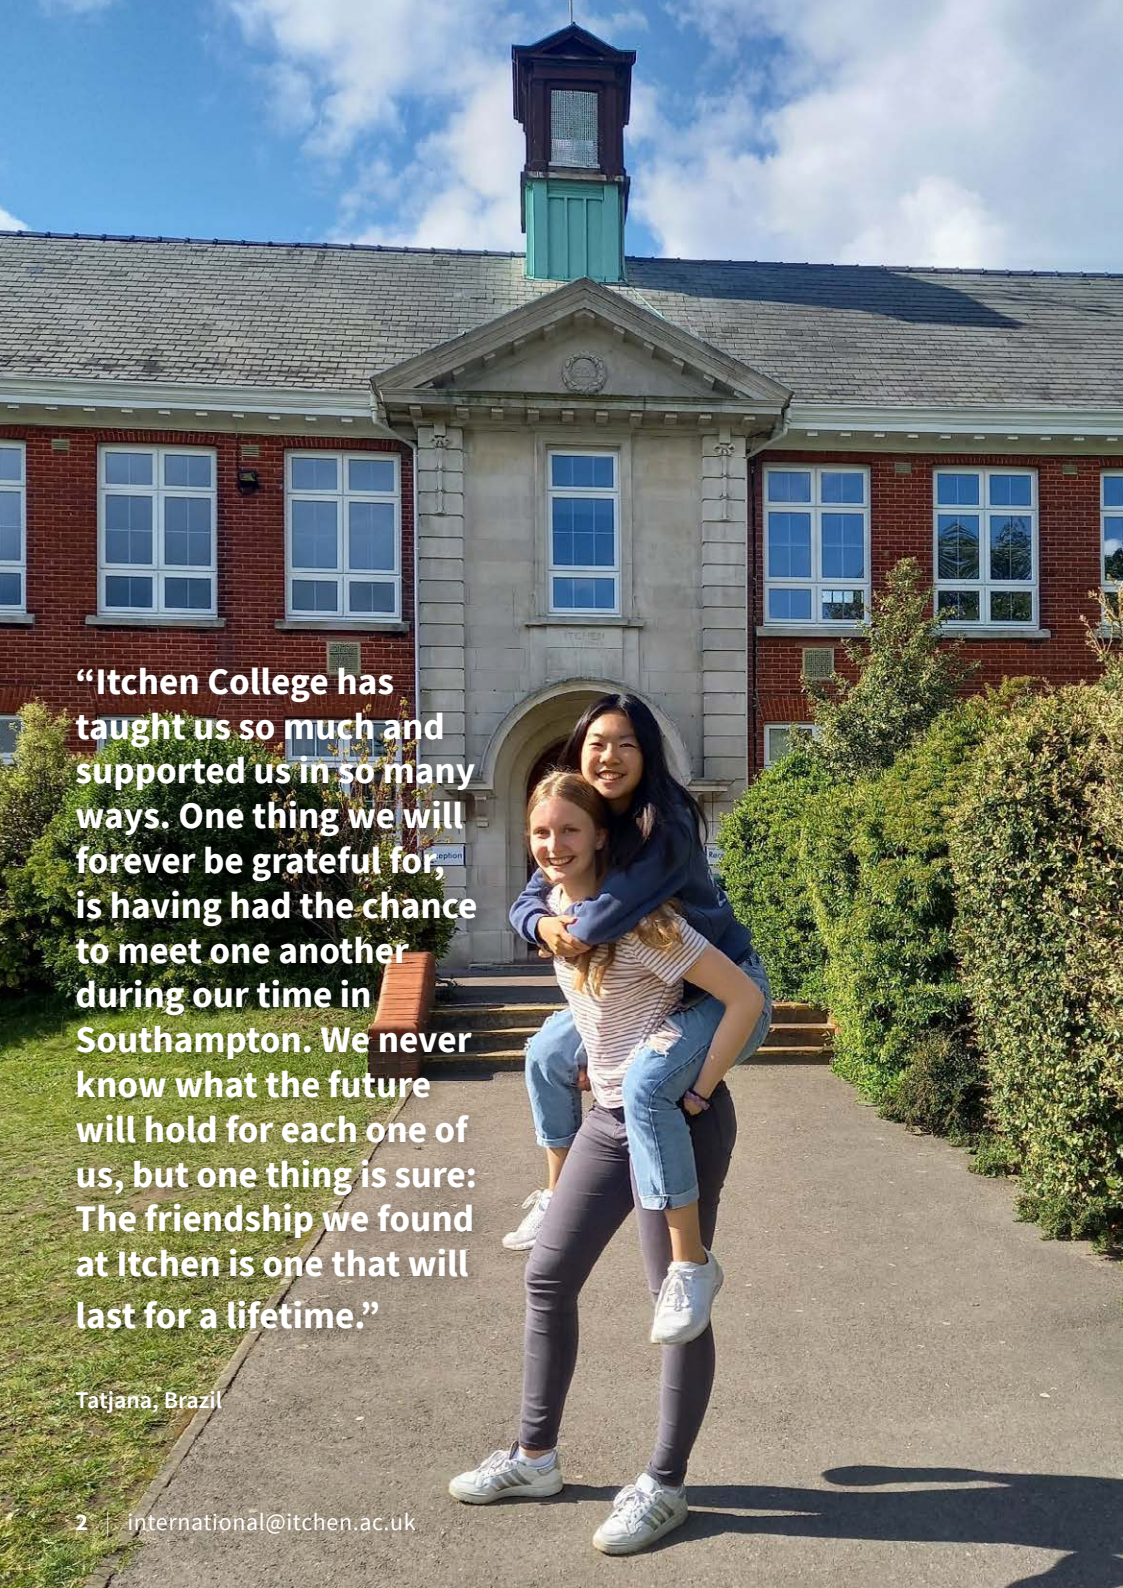 ITCHEN
“Itchen College has
taught us so much and
supported us in so many
ways. One thing we will
forever be grateful for,
is having had the chance
to meet one another
during our time in
Southampton. We never
know what the future
will hold for each one of
us, but one thing is sure:
The friendship we found
at Itchen is one that will
last for a lifetime.”
Tatjana, Brazil
2 | international@itchen.ac.uk